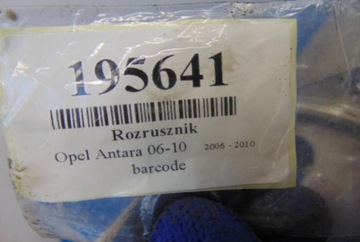 195641
Rozrusznik
Opel Antara 06-10 2006 - 2010
barcode